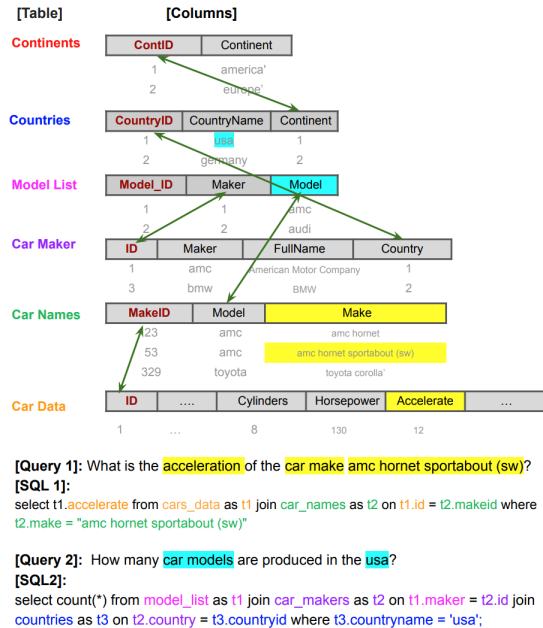 [Table] [Columns]
Continents
ContID Continent
1 america'
2 europe'
Countries
CountryID CountryName Continent
1 usa 1
2 germany 2
Model List
Model_ID Maker Model
1 1 amc
2 2 audi
Car Maker
ID Maker FullName Country
1 amc American Motor Company 1
3 bmw BMW 2
Car Names
MakeID Model Make
123 amc amc hornet
53 amc amc hornet sportabout (sw)
329 toyota toyota corolla`
Car Data
ID .... Cylinders Horsepower Accelerate ...
1 ... 8 130 12
[Query 1]: What is the acceleration of the car make amc hornet sportabout (sw)?
[SQL 1]:
select t1.accelerate from cars_data as t1 join car_names as t2 on t1.id = t2.makeid where
t2.make = "amc hornet sportabout (sw)"
[Query 2]: How many car models are produced in the usa?
[SQL2]:
select count(*) from model_list as t1 join car_makers as t2 on t1.maker = t2.id join
countries as t3 on t2.country = t3.countryid where t3.countryname = 'usa';